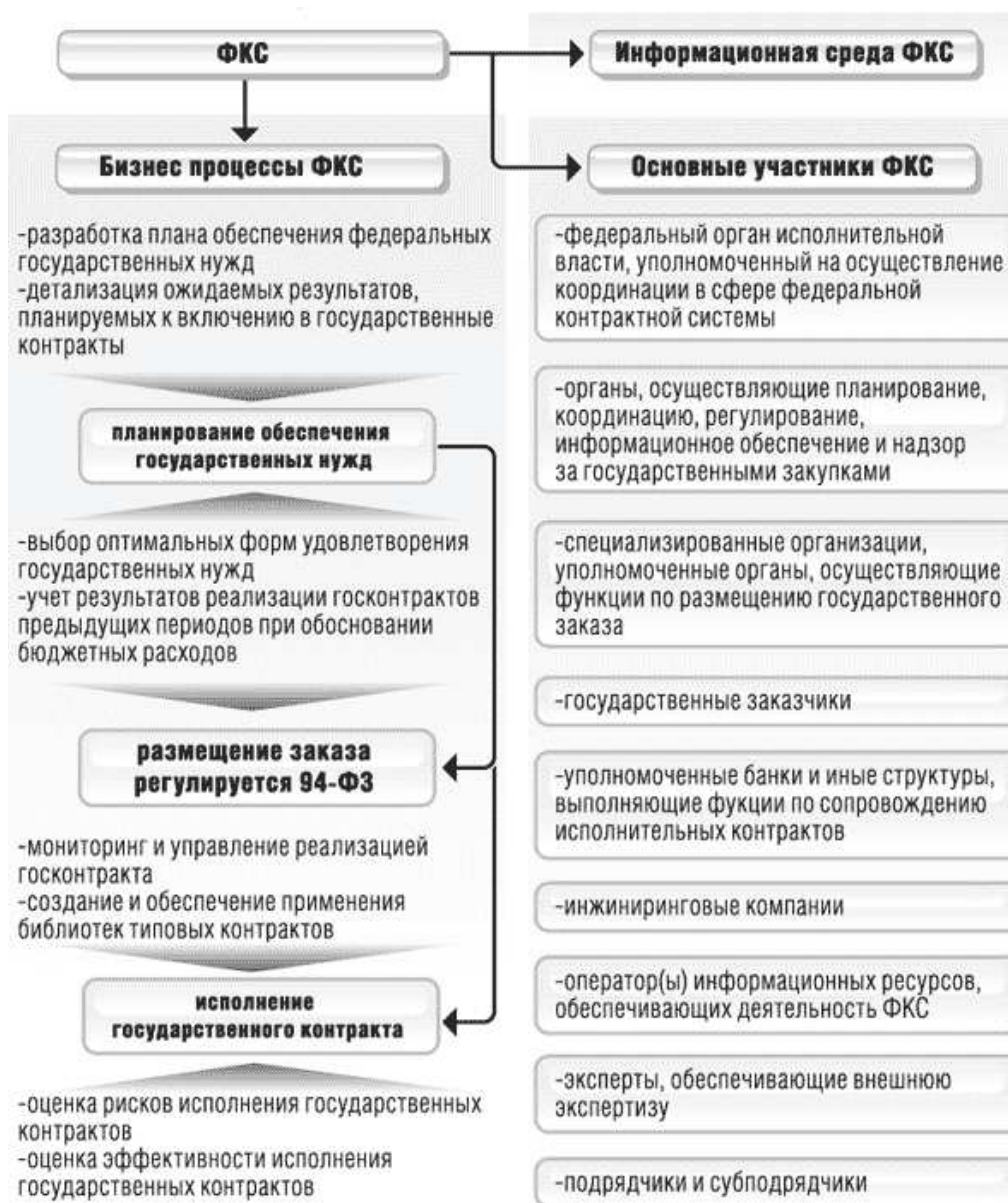 ФКС
Информационная среда ФКС
Бизнес процессы ФКС
-разработка плана обеспечения федеральных
государственных нужд
-детализация ожидаемых результатов,
планируемых к включению в государственные
контракты
планирование обеспечения
государственных нужд
-выбор оптимальных форм удовлетворения
государственных нужд
-учет результатов реализации госконтрактов
предыдущих периодов при обосновании
бюджетных расходов
размещение заказа
регулируется 94-ФЗ
-мониторинг и управление реализацией
госконтракта
-создание и обеспечение применения
библиотек типовых контрактов
исполнение
государственного контракта
-оценка рисков исполнения государственных
контрактов
-оценка эффективности исполнения
государственных контрактов
Основные участники ФКС
-федеральный орган исполнительной
власти, уполномоченный на осуществление
координации в сфере федеральной
контрактной системы
-органы, осуществляющие планирование,
координацию, регулирование,
информационное обеспечение и надзор
за государственными закупками
-специализированные организации,
уполномоченные органы, осуществляющие
функции по размещению государственного
заказа
-государственные заказчики
-уполномоченные банки и иные структуры,
выполняющие фукции по сопровождению
исполнительных контрактов
-инжиниринговые компании
-оператор(ы) информационных ресурсов,
обеспечивающих деятельность ФКС
-эксперты, обеспечивающие внешнюю
экспертизу
-подрядчики и субподрядчики